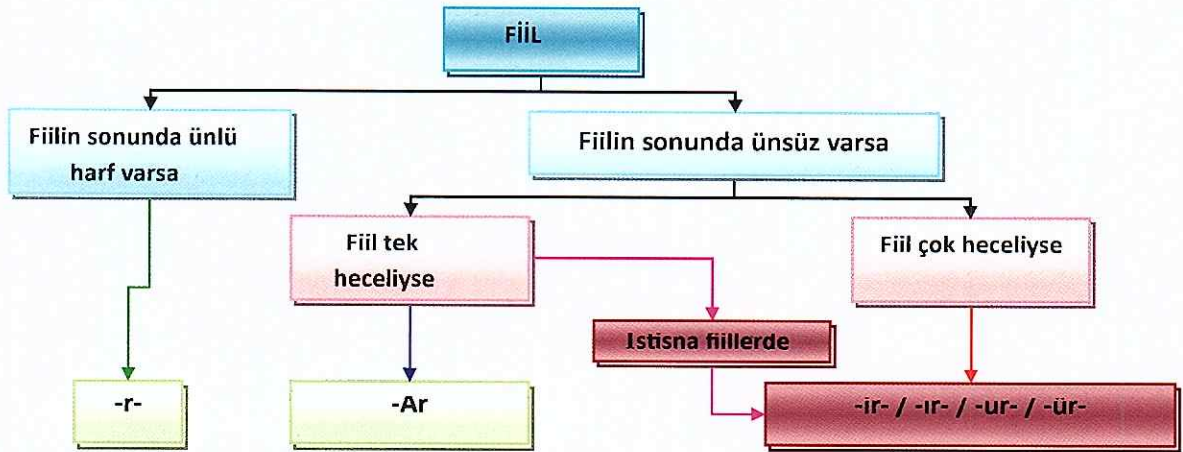 FİİL
Fiilin sonunda ünlü
harf varsa
Fiilin sonunda ünsüz varsa
Fiil tek
heceliyse
Fiil çok heceliyse
İstisna fiillerde
-r-
-Ar
-ir- / -ır- / -ur- / -ür-